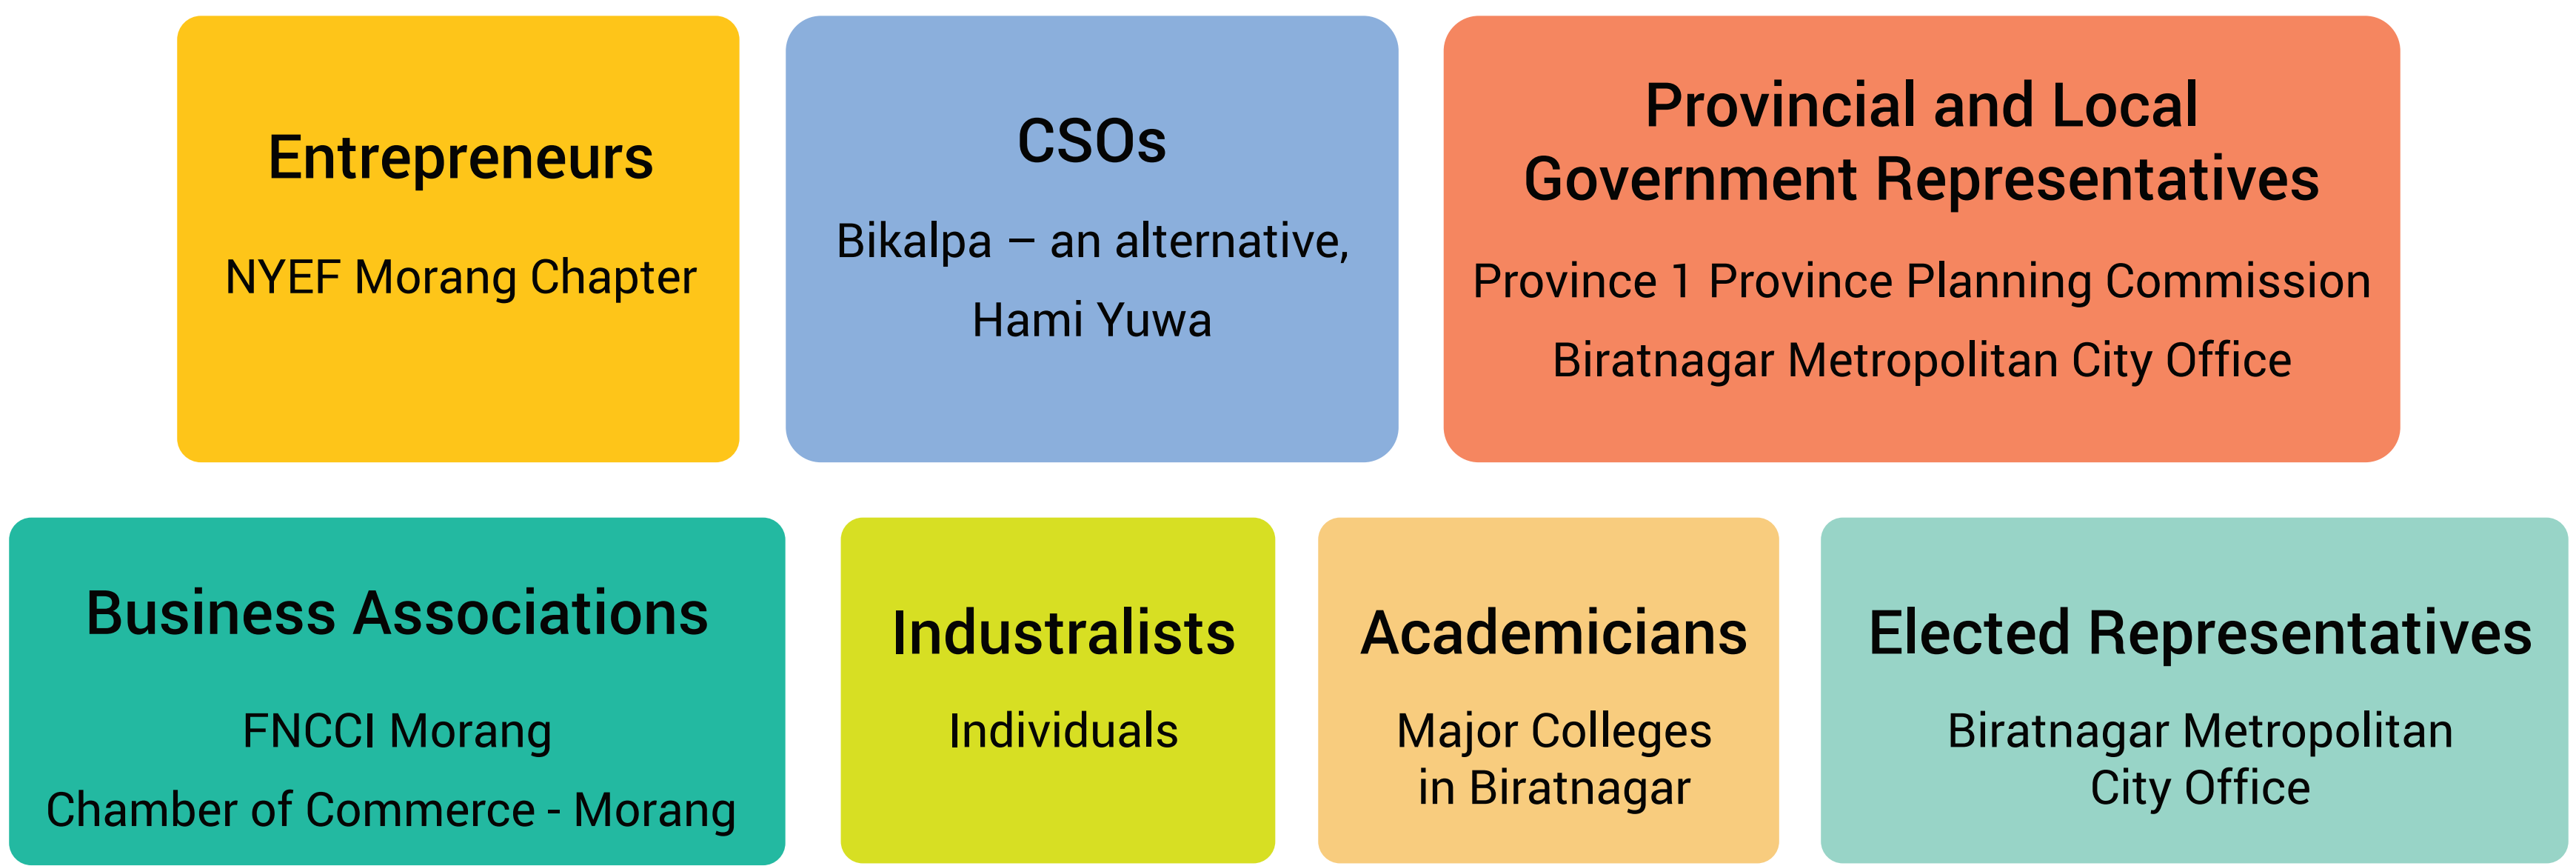 Entrepreneurs
NYEF Morang Chapter
CSOs
Bikalpa – an alternative,
Hami Yuwa
Provincial and Local
Government Representatives
Province 1 Province Planning Commission
Biratnagar Metropolitan City Office
Business Associations
FNCCI Morang
Chamber of Commerce - Morang
Industralists
Individuals
Academicians
Major Colleges
in Biratnagar
Elected Representatives
Biratnagar Metropolitan
City Office